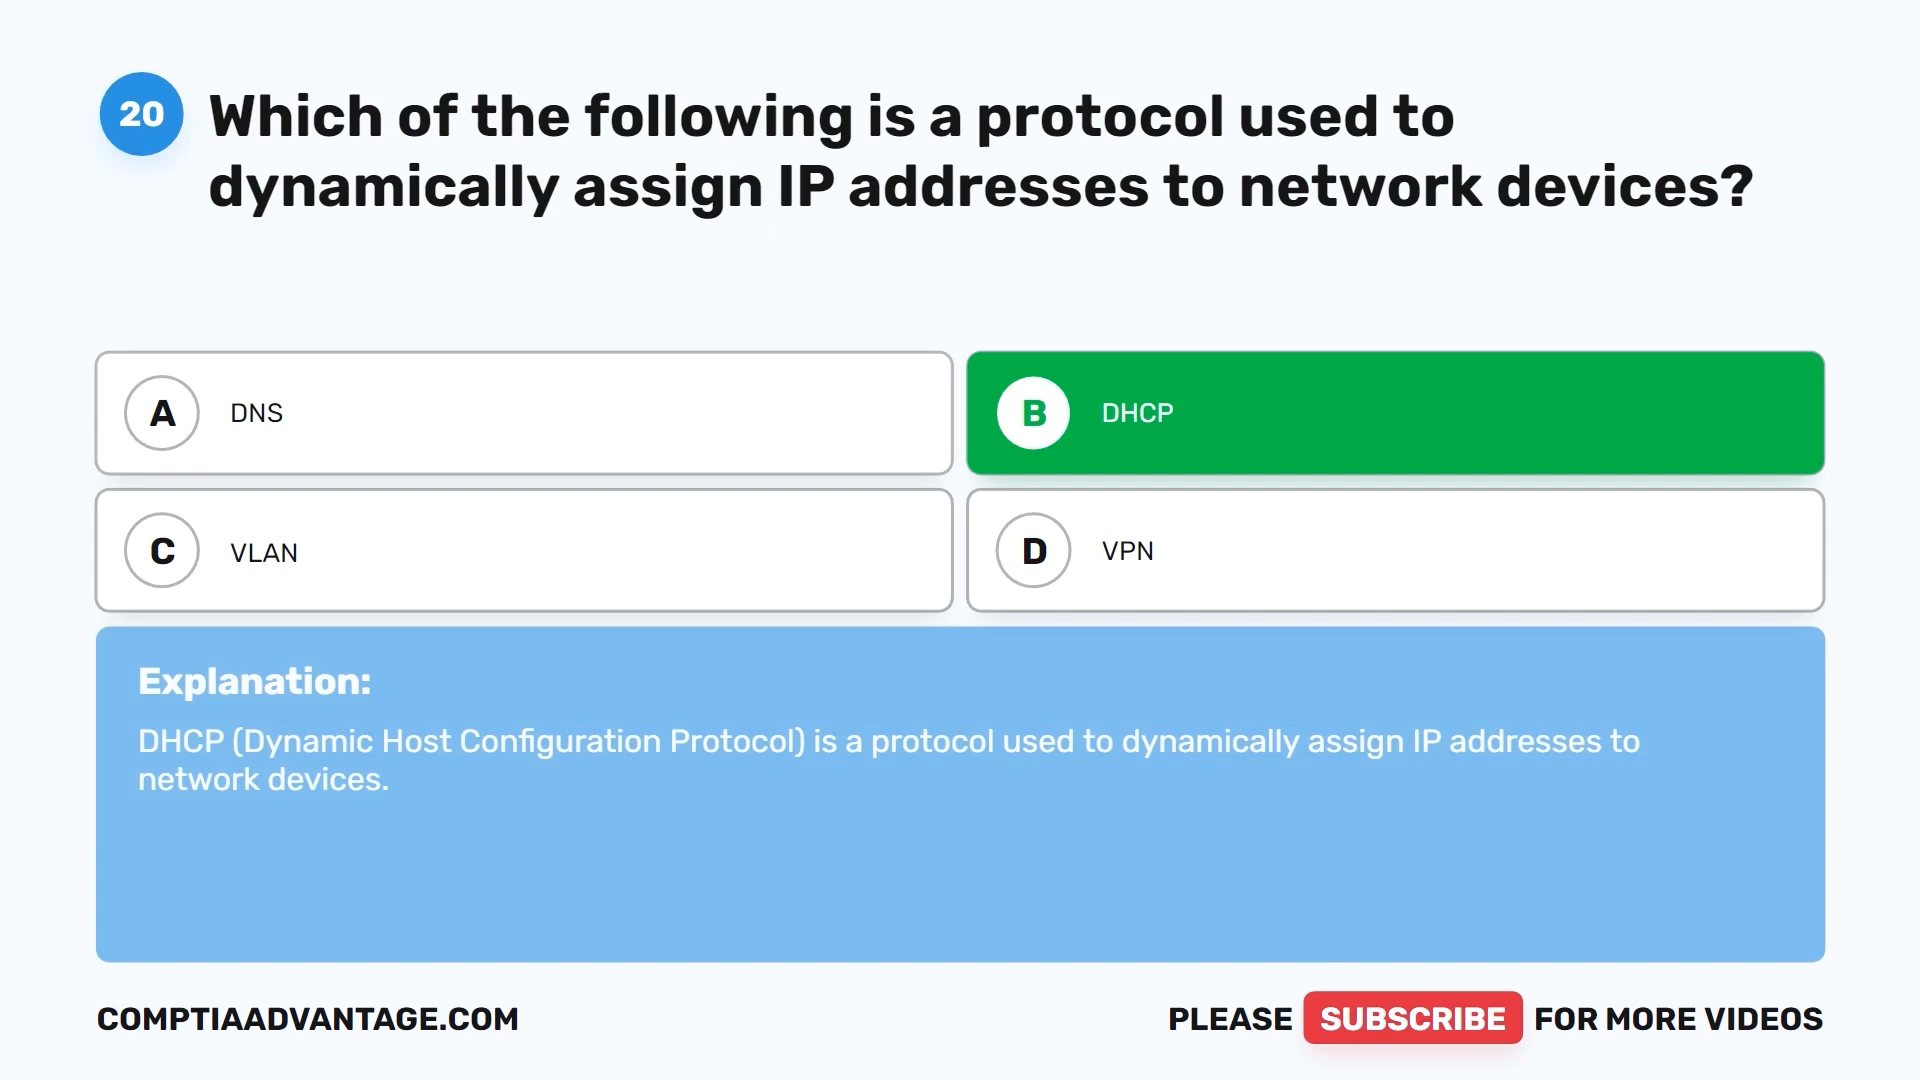 20
Which of the following is a protocol used to
dynamically assign IP addresses to network devices?
A DNS
B DHCP
C VLAN
D VPN
Explanation:
DHCP (Dynamic Host Configuration Protocol) is a protocol used to dynamically assign IP addresses to
network devices.
COMPTIAADVANTAGE.COM
PLEASE SUBSCRIBE FOR MORE VIDEOS